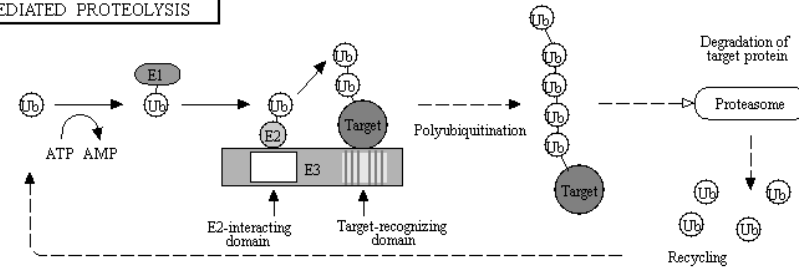 EDIATED PROTEOLYSIS
Degradation of
target protein
Ub
E1
Ub
Ub
Ub
Ub
E2
Target
E3
ATP AMP
Polyubiquitination
Ub
Ub
Ub
Ub
Ub
Target
Proteasome
E2-interacting
domain
Target-recognizing
domain
Ub
Ub
Ub
Ub
Recycling